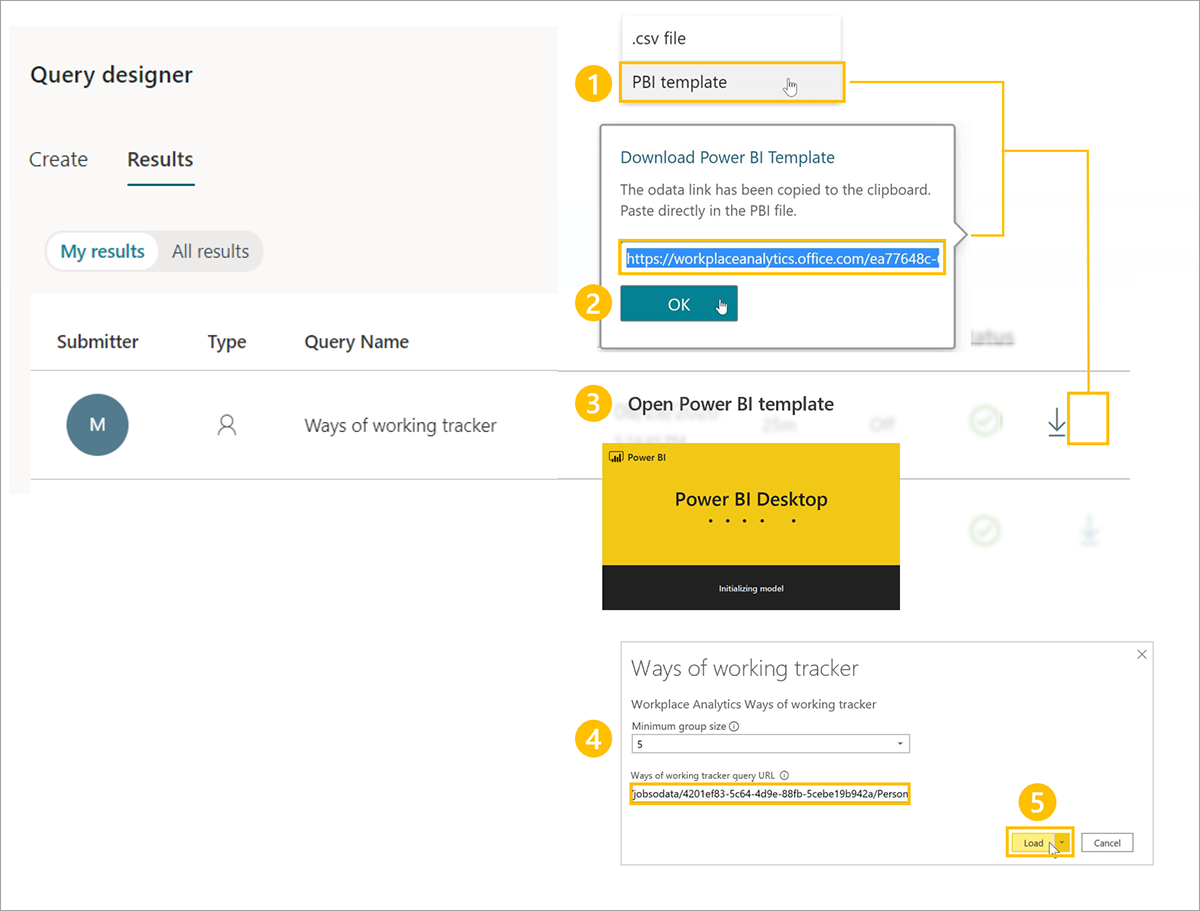 Query designer
Create
Results
My results
All results
Submitter
Type
Query Name
M
Ways of working tracker
.csv file
1
PBI template
Download Power BI Template
The odata link has been copied to the clipboard.
Paste directly in the PBI file.
https://workplaceanalytics.office.com/ea77648c-
2
OK
3
Open Power BI template
25m
Off
Power BI
Power BI Desktop
Initializing model
Ways of working tracker
Workplace Analytics Ways of working tracker
4
Minimum group size
5
Ways of working tracker query URL
jobsodata/4201ef83-5c64-4d9e-88fb-5cebe19b942a/Person
5
Load
Cancel